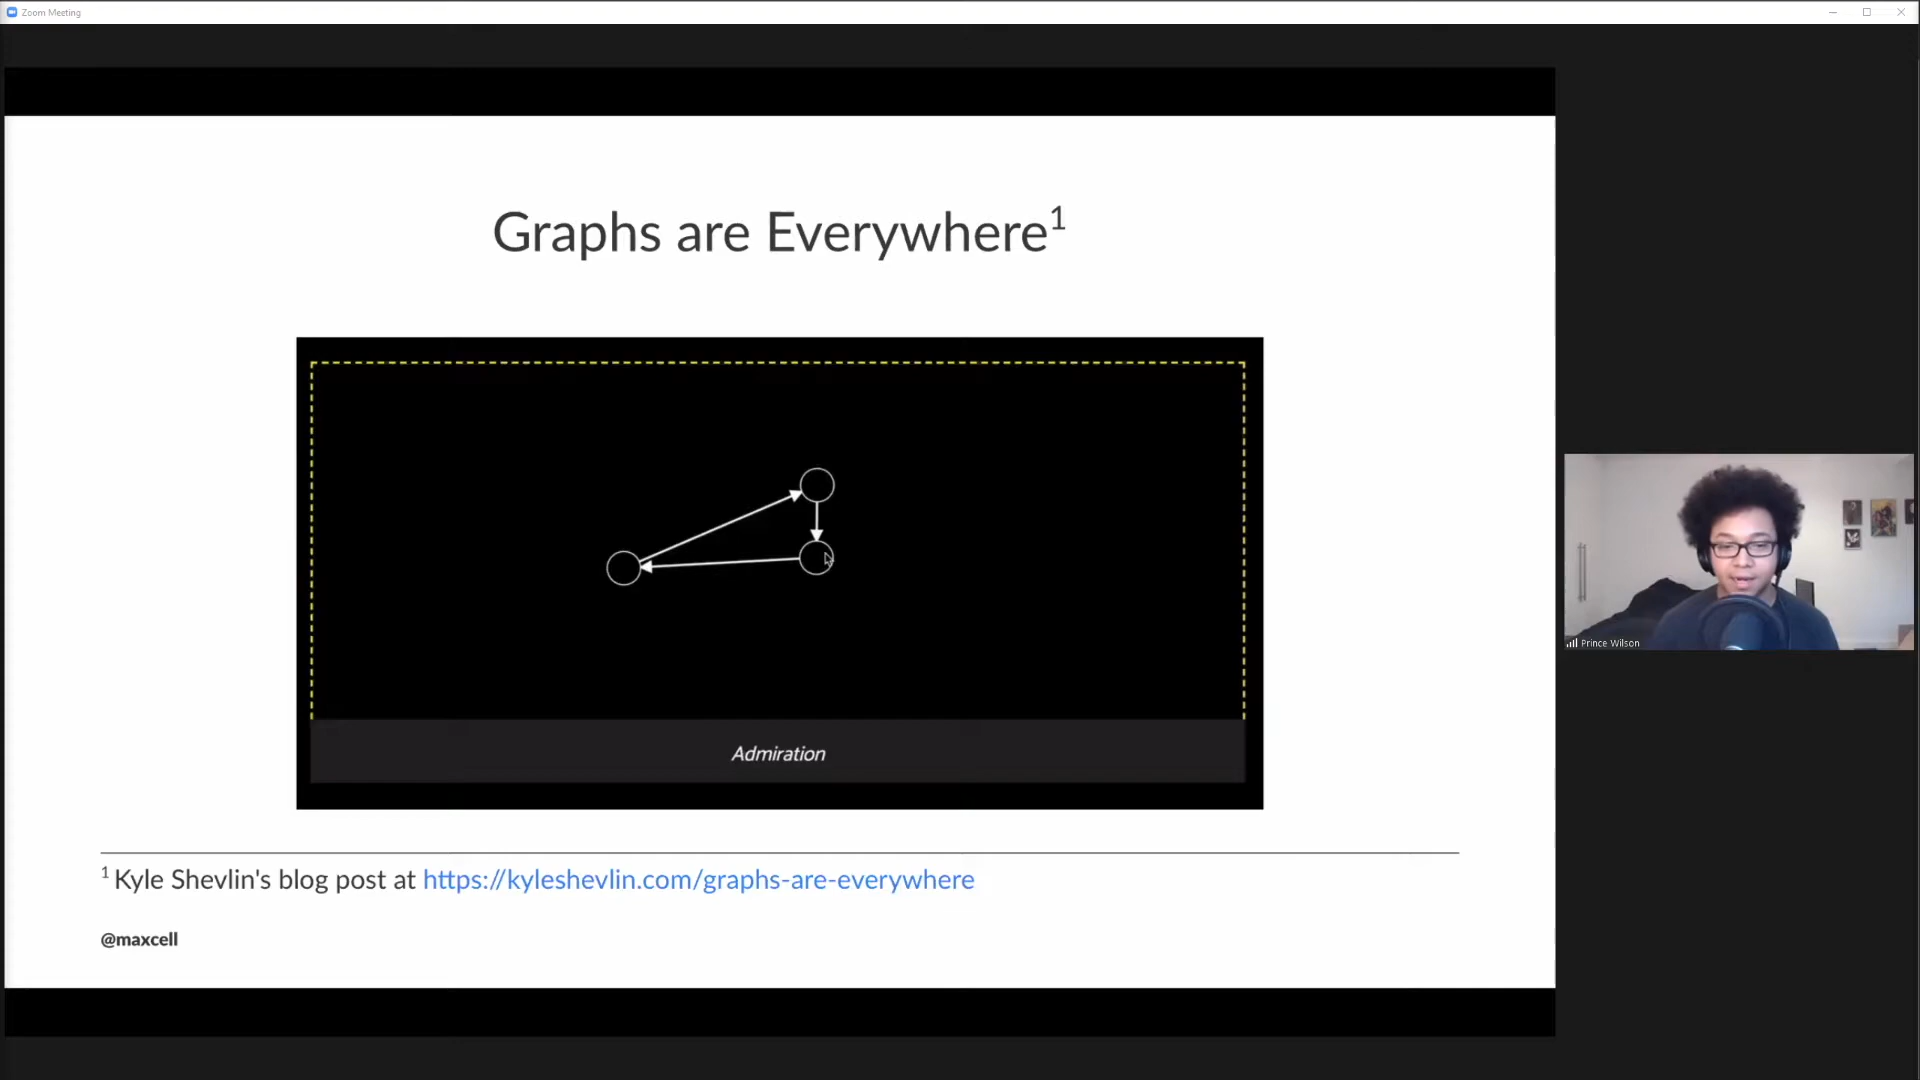 Zoom Meeting
Graphs are Everywhere¹
Admiration
¹ Kyle Shevlin's blog post at https://kyleshevlin.com/graphs-are-everywhere
@maxcell
Prince Wilson